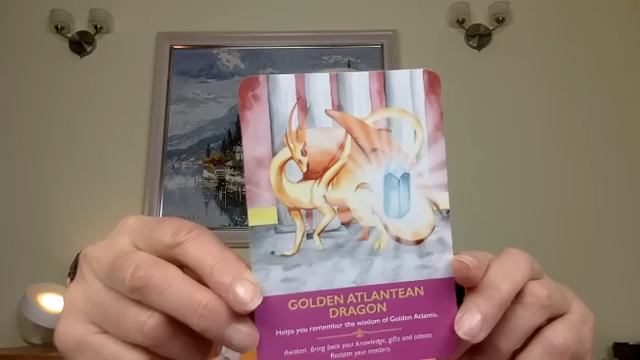 GOLDEN ATLANTEAN
DRAGON
Helps you remember the wisdom of Golden Atlantis.
Awaken. Bring back your knowledge, gifts and talents.
Reclaim your mastery.